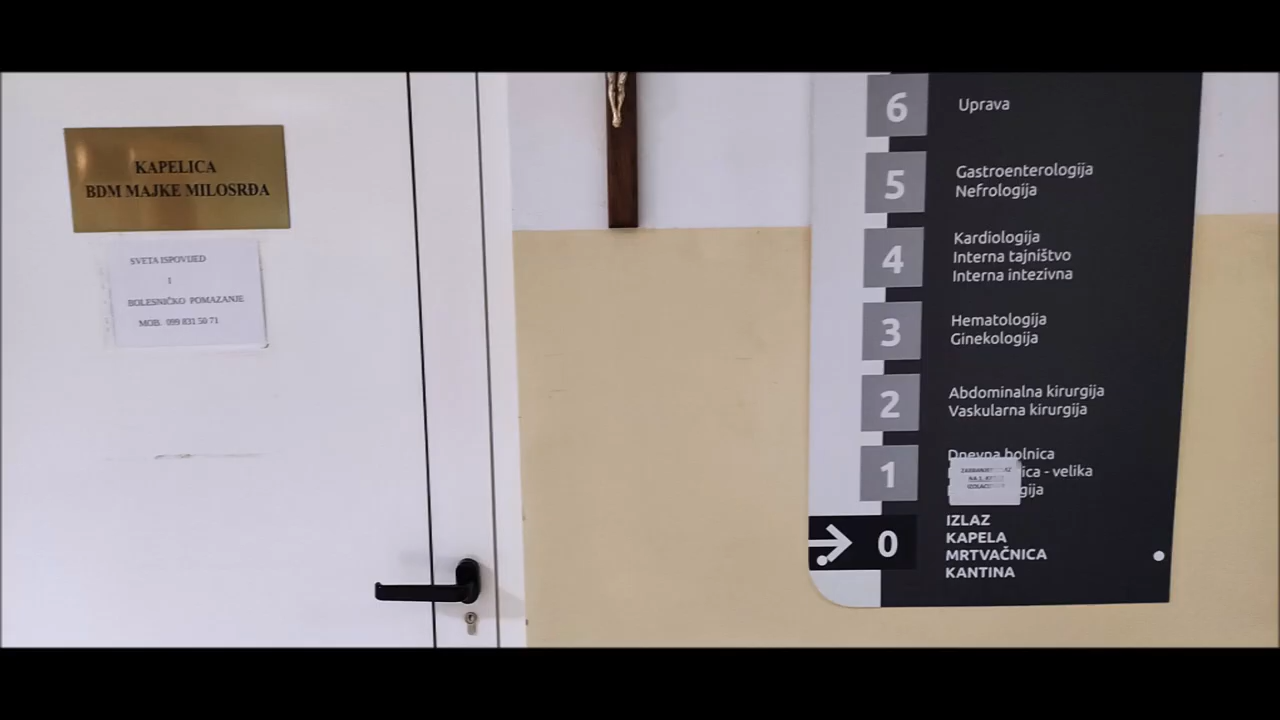 KAPELICA
BDM MAJKE MILOSRĐA
SVETA ISPOVIJED
I
BOLESNIČKO POMAZANJE
MOB. 099 831 50 71
6
Uprava
5
Gastroenterologija
Nefrologija
4
Kardiologija
Interna tajništvo
Interna intezivna
3
Hematologija
Ginekologija
2
Abdominalna kirurgija
Vaskularna kirurgija
1
Dnevna bolnica
- velika
0
IZLAZ
KAPELA
MRTVAČNICA
KANTINA